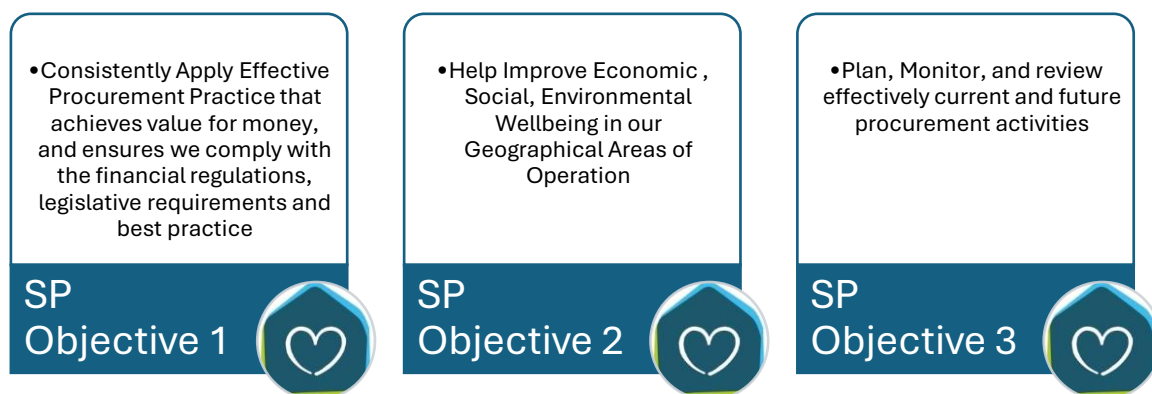 •Consistently Apply Effective
Procurement Practice that
achieves value for money,
and ensures we comply with
the financial regulations,
legislative requirements and
best practice
SP
Objective 1
•Help Improve Economic ,
Social, Environmental
Wellbeing in our
Geographical Areas of
Operation
SP
Objective 2
•Plan, Monitor, and review
effectively current and future
procurement activities
SP
Objective 3